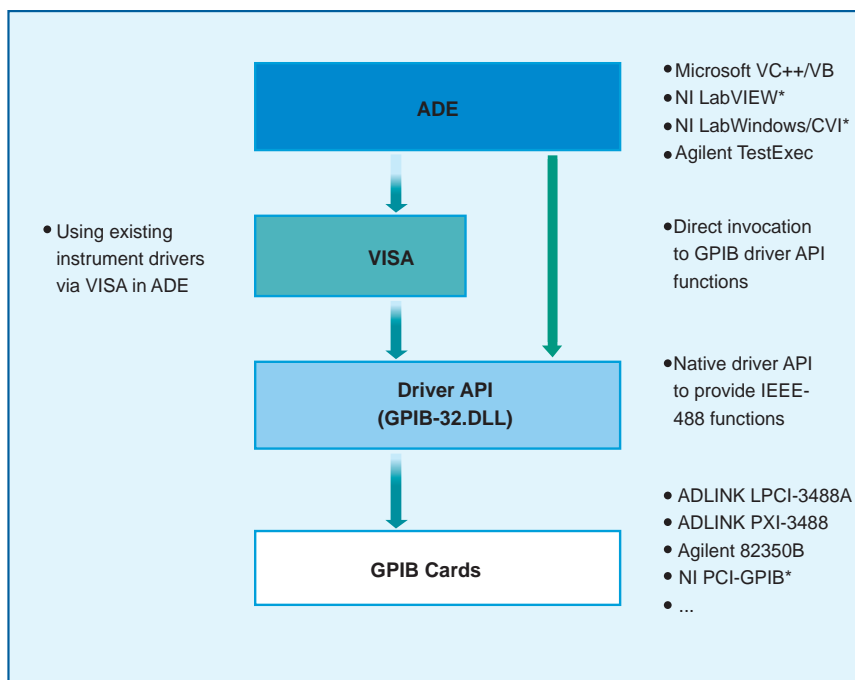 ADE
• Microsoft VC++/VB
• NI LabVIEW*
• NI LabWindows/CVI*
• Agilent TestExec
• Using existing
instrument drivers
via VISA in ADE
VISA
• Direct invocation
to GPIB driver API
functions
Driver API
(GPIB-32.DLL)
• Native driver API
to provide IEEE-
488 functions
GPIB Cards
• ADLINK LPCI-3488A
• ADLINK PXI-3488
• Agilent 82350B
• NI PCI-GPIB*
• ...